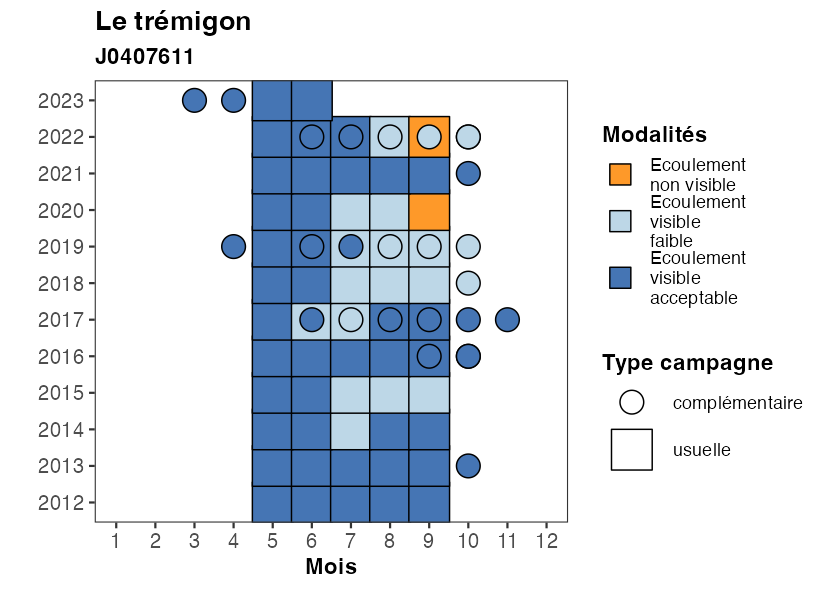 Le trémigon
J0407611
2023
2022
2021
2020
2019
2018
2017
2016
2015
2014
2013
2012
1 2 3 4 5 6 7 8 9 10 11 12
Mois
Modalités
Ecoulement
non visible
Ecoulement
visible
faible
Ecoulement
visible
acceptable
Type campagne
complémentaire
usuelle